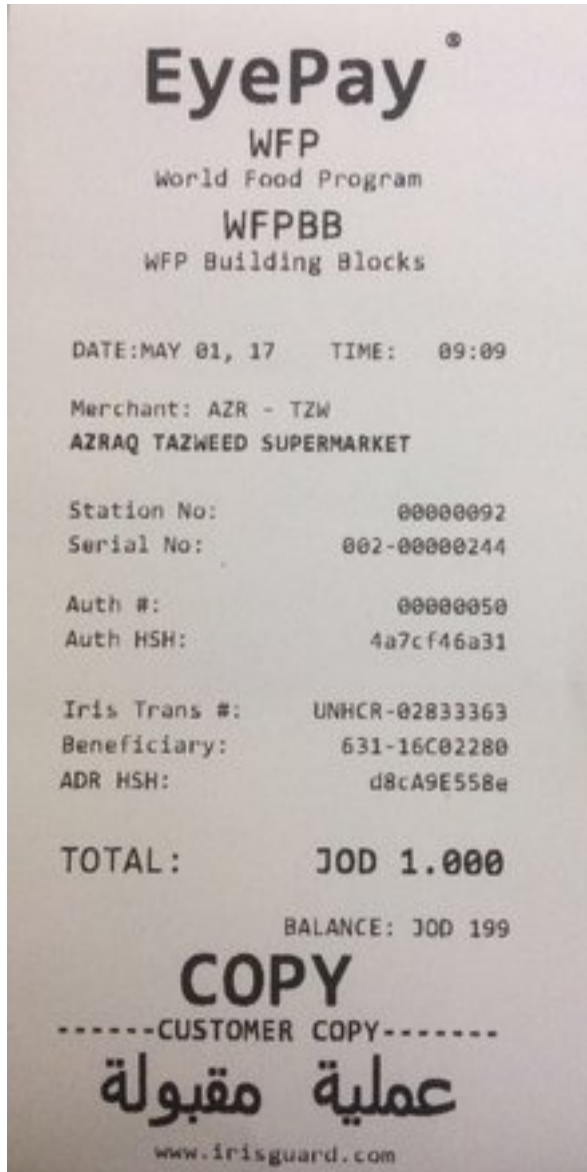 EyePay®
WFP
World Food Program
WFPBB
WFP Building Blocks
DATE:MAY 01, 17 TIME: 09:09
Merchant: AZR - TZW
AZRAQ TAZWEED SUPERMARKET
Station No: 00000092
Serial No: 002-00000244
Auth #: 00000050
Auth HSH: 4a7cf46a31
Iris Trans #: UNHCR-02833363
Beneficiary: 631-16C02280
ADR HSH: d8cA9E558e
TOTAL: JOD 1.000
BALANCE: JOD 199
COPY
------CUSTOMER COPY-------
عملية مقبولة
www.irisguard.com